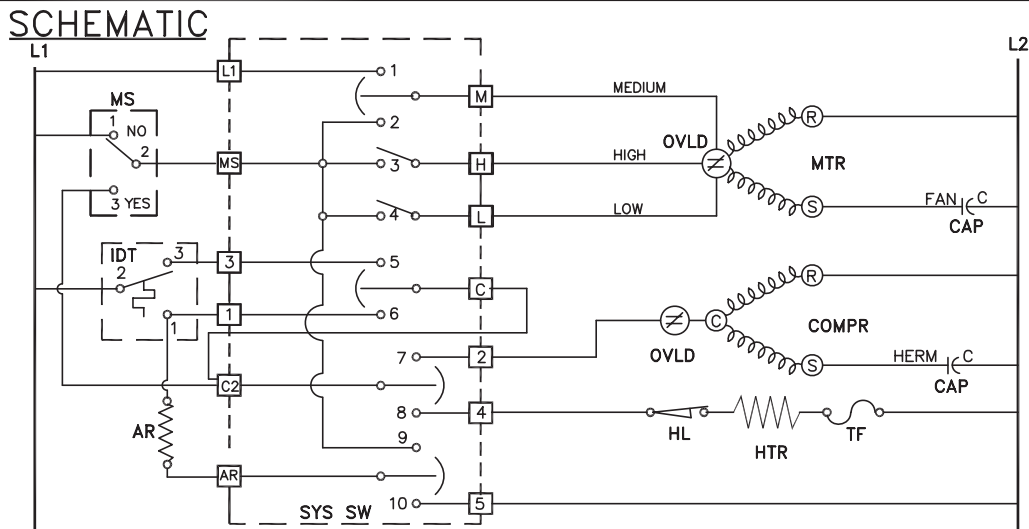 SCHEMATIC
L1
L2
L1
1
M
MEDIUM
MS
1 NO
2
3 YES
2
MS
3
H
HIGH
OVLD
R
MTR
4
L
LOW
S
FAN
C
CAP
IDT
3
2
1
3
5
C
R
1
6
OVLD
C
COMPR
7
2
S
HERM
C
CAP
C2
8
4
HL
HTR
TF
AR
9
AR
10
5
SYS SW